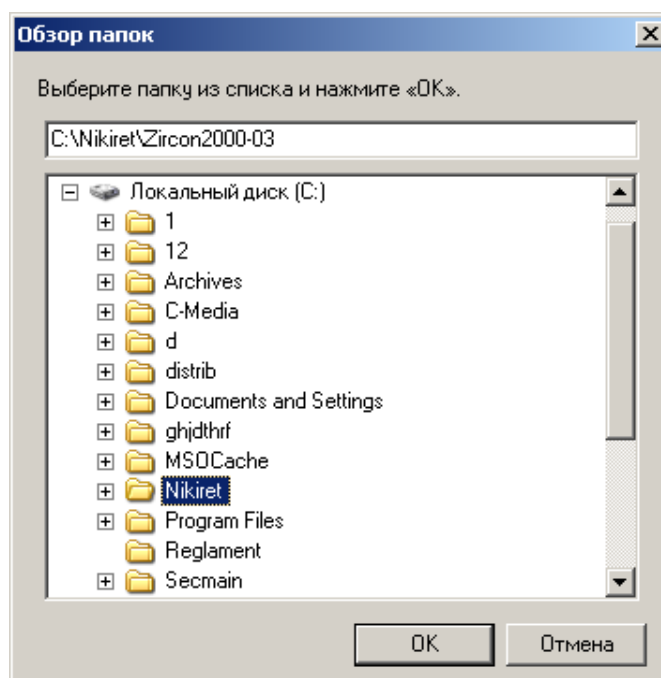 Обзор папок
Выберите папку из списка и нажмите «OK».
C:\Nikiret\Zircon2000-03
Локальный диск (C:)
1
12
Archives
C-Media
d
distrib
Documents and Settings
ghjdthrf
MSOCache
Nikiret
Program Files
Reglament
Secmain
OK
Отмена